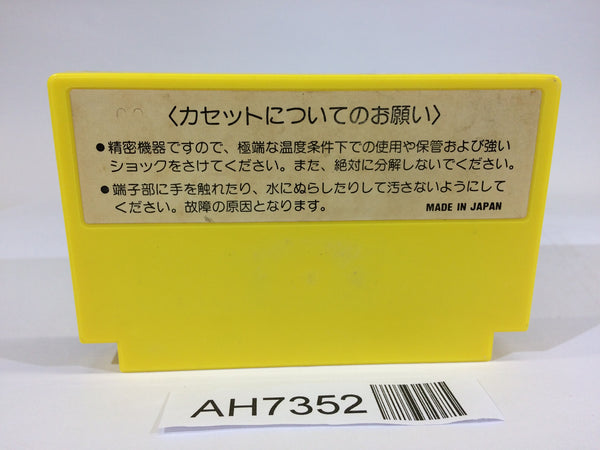 〈カセットについてのお願い〉
●精密機器ですので、極端な温度条件下での使用や保管および強い
ショックをさけてください。また、絶対に分解しないでください。
●端子部に手を触れたり、水にぬらしたりして汚さないようにして
ください。故障の原因となります。
MADE IN JAPAN
AH7352